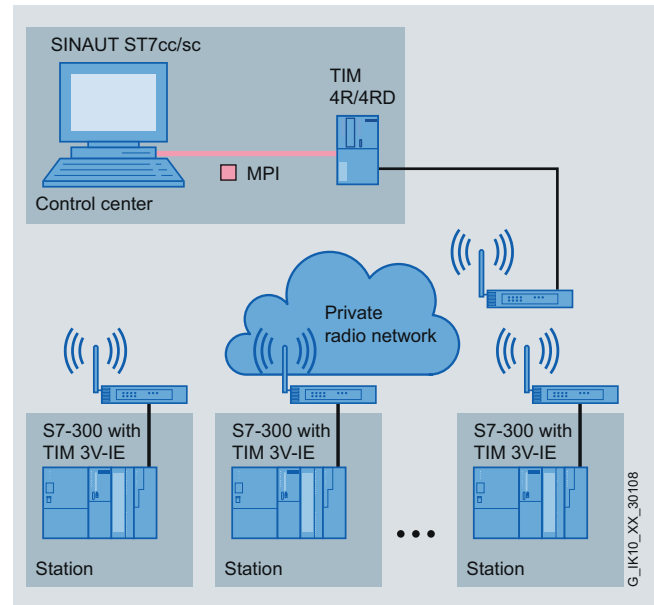 SINAUT ST7cc/sc
TIM
4R/4RD
MPI
Control center
Private
radio network
S7-300 with
TIM 3V-IE
Station
S7-300 with
TIM 3V-IE
Station
S7-300 with
TIM 3V-IE
Station
G_IK10_XX_30108